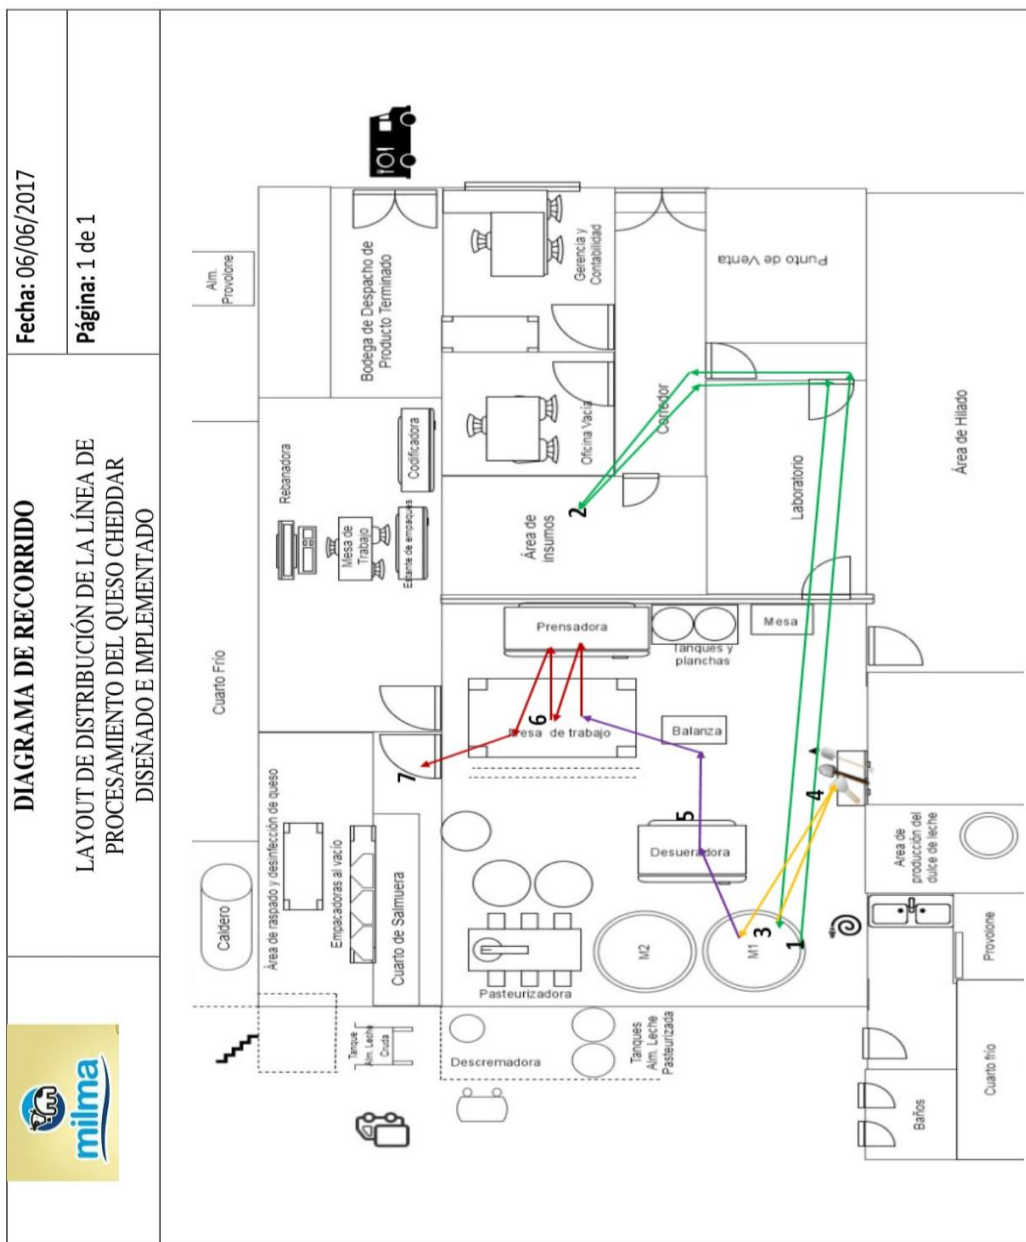 milma
DIAGRAMA DE RECORRIDO
LAYOUT DE DISTRIBUCIÓN DE LA LÍNEA DE
PROCESAMIENTO DEL QUESO CHEDDAR
DISEÑADO E IMPLEMENTADO
Fecha: 06/06/2017
Página: 1 de 1
Caldero
Cuarto Frío
Alm.
Provolone
Área de raspado y desinfección de queso
Empacadoras al vacío
Cuarto de Salmuera
Rebanadora
Mesa de
Trabajo
Estante de empaques
Codificadora
Bodega de Despacho de
Producto Terminado
Tanque
Alm. Leche
Cruda
Descremadora
Tanques
Alm. Leche
Pasteurizada
Pasteurizadora
M2
M1
1
3
7
6
Mesa de trabajo
Prensadora
Tanques y
planchas
Mesa
Balanza
5
Desueradora
4
Área de
insumos
2
Oficina Vacía
Gerencia y
Contabilidad
Corredor
Laboratorio
Punto de Venta
Baños
Cuarto frío
Provolone
Area de
producción del
dulce de leche
Área de Hilado